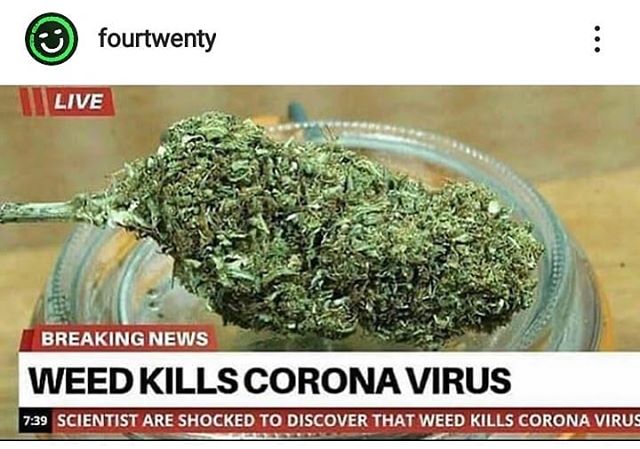 fourtwenty
LIVE
BREAKING NEWS
WEED KILLS CORONA VIRUS
7:39 SCIENTIST ARE SHOCKED TO DISCOVER THAT WEED KILLS CORONA VIRUS